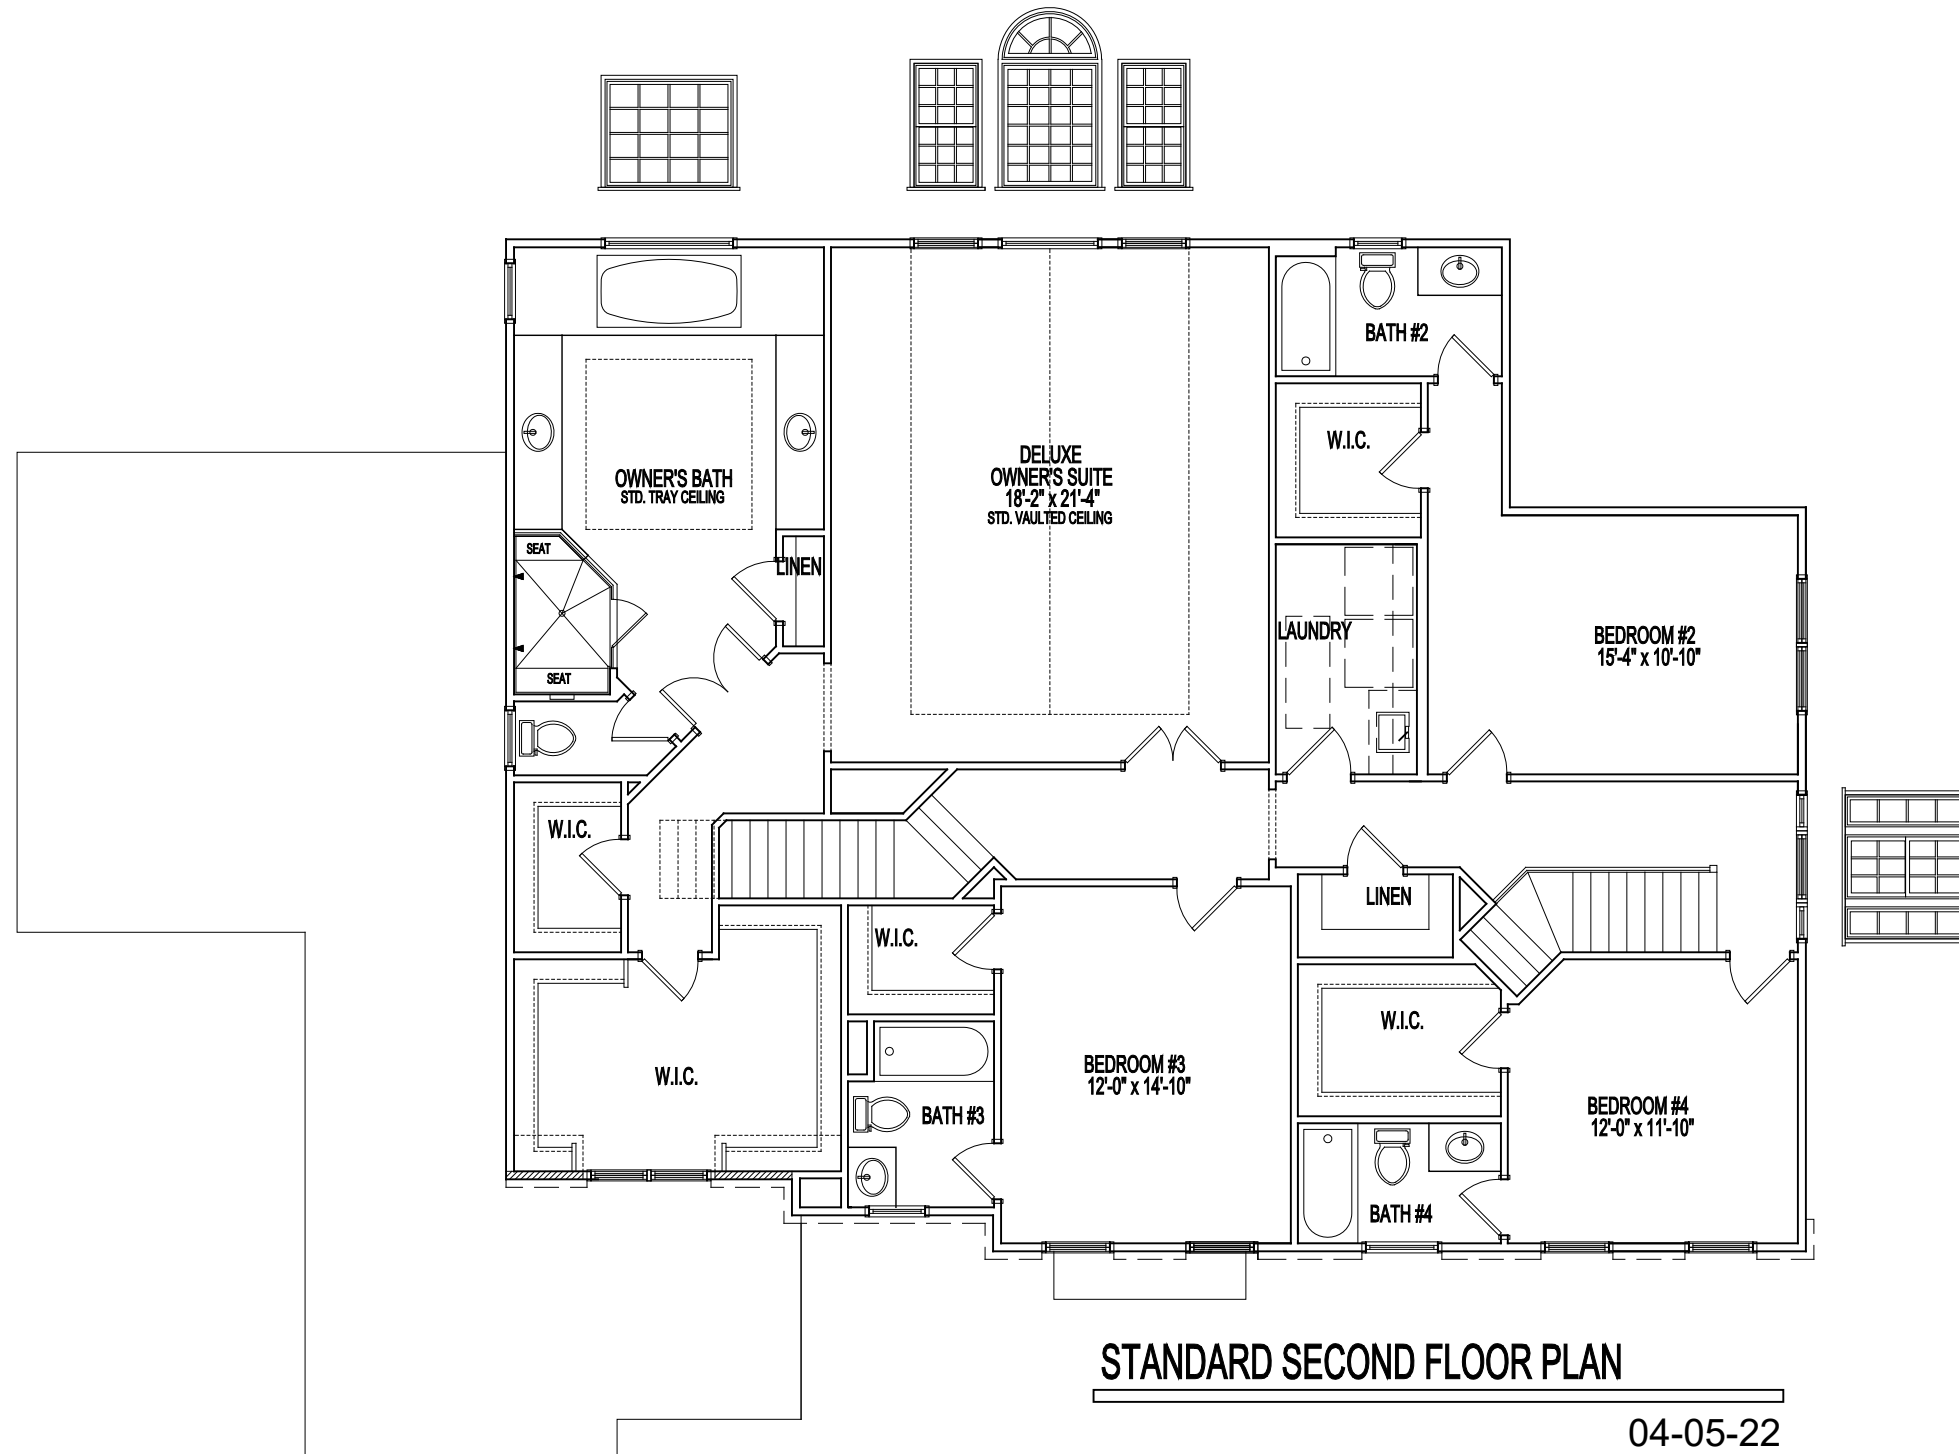 BATH #2
W.I.C.
DELUXE
OWNER'S SUITE
18'-2" x 21'-4"
STD. VAULTED CEILING
OWNER'S BATH
STD. TRAY CEILING
SEAT
LINEN
LAUNDRY
BEDROOM #2
15'-4" x 10'-10"
SEAT
W.I.C.
LINEN
W.I.C.
W.I.C.
BEDROOM #3
12'-0" x 14'-10"
W.I.C.
BATH #3
BEDROOM #4
12'-0" x 11'-10"
BATH #4
STANDARD SECOND FLOOR PLAN
04-05-22